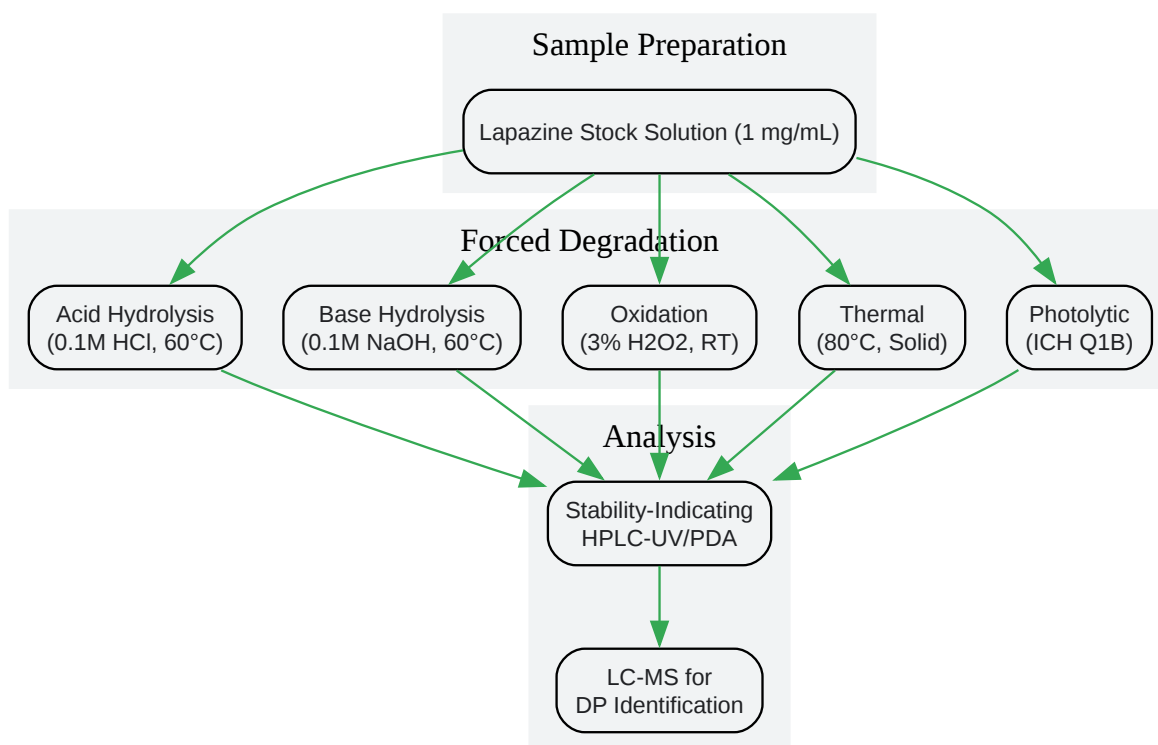 Sample Preparation
Lapazine Stock Solution (1 mg/mL)
Forced Degradation
Acid Hydrolysis
(0.1M HCl, 60°C)
Base Hydrolysis
(0.1M NaOH, 60°C)
Oxidation
(3% H2O2, RT)
Thermal
(80°C, Solid)
Photolytic
(ICH Q1B)
Analysis
Stability-Indicating
HPLC-UV/PDA
LC-MS for
DP Identification